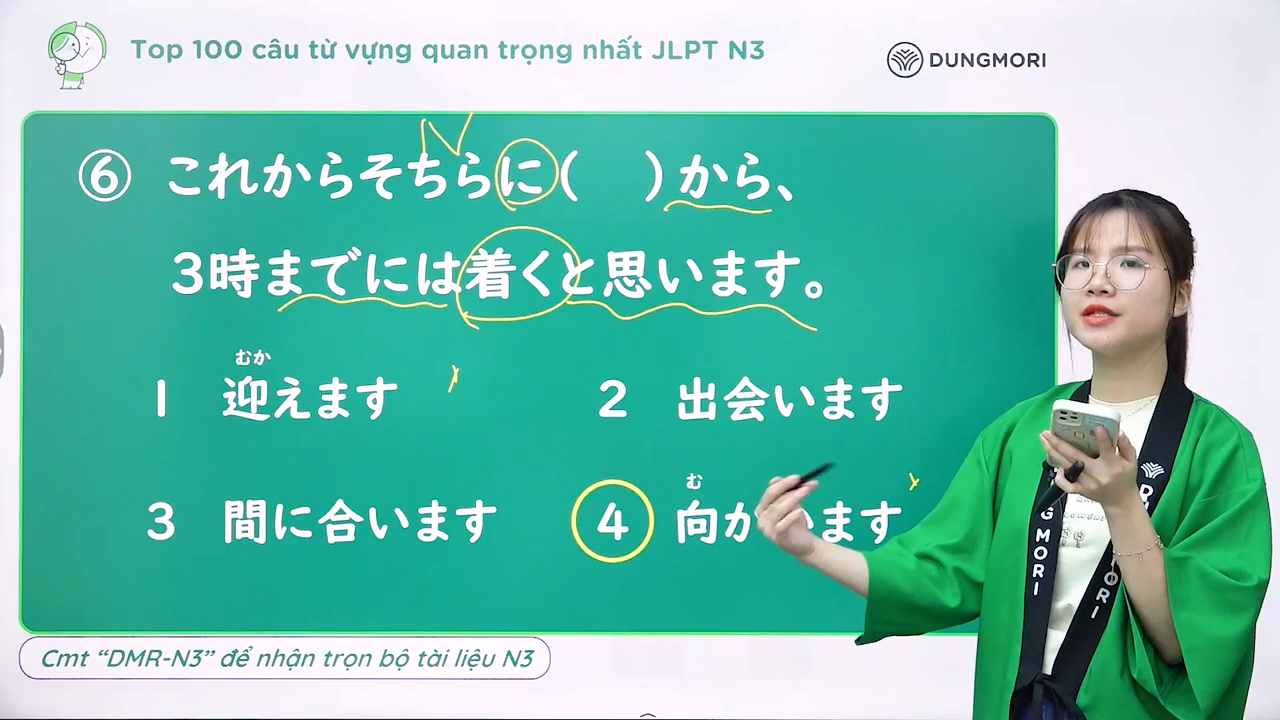 Top 100 câu từ vựng quan trọng nhất JLPT N3
DUNGMORI
⑥ これからそちらに( )から、
3時までには着くと思います。
むか
1 迎えます
2 出会います
3 間に合います
む
4 向か います
Cmt “DMR-N3” để nhận trọn bộ tài liệu N3
N
G MORI
MORI